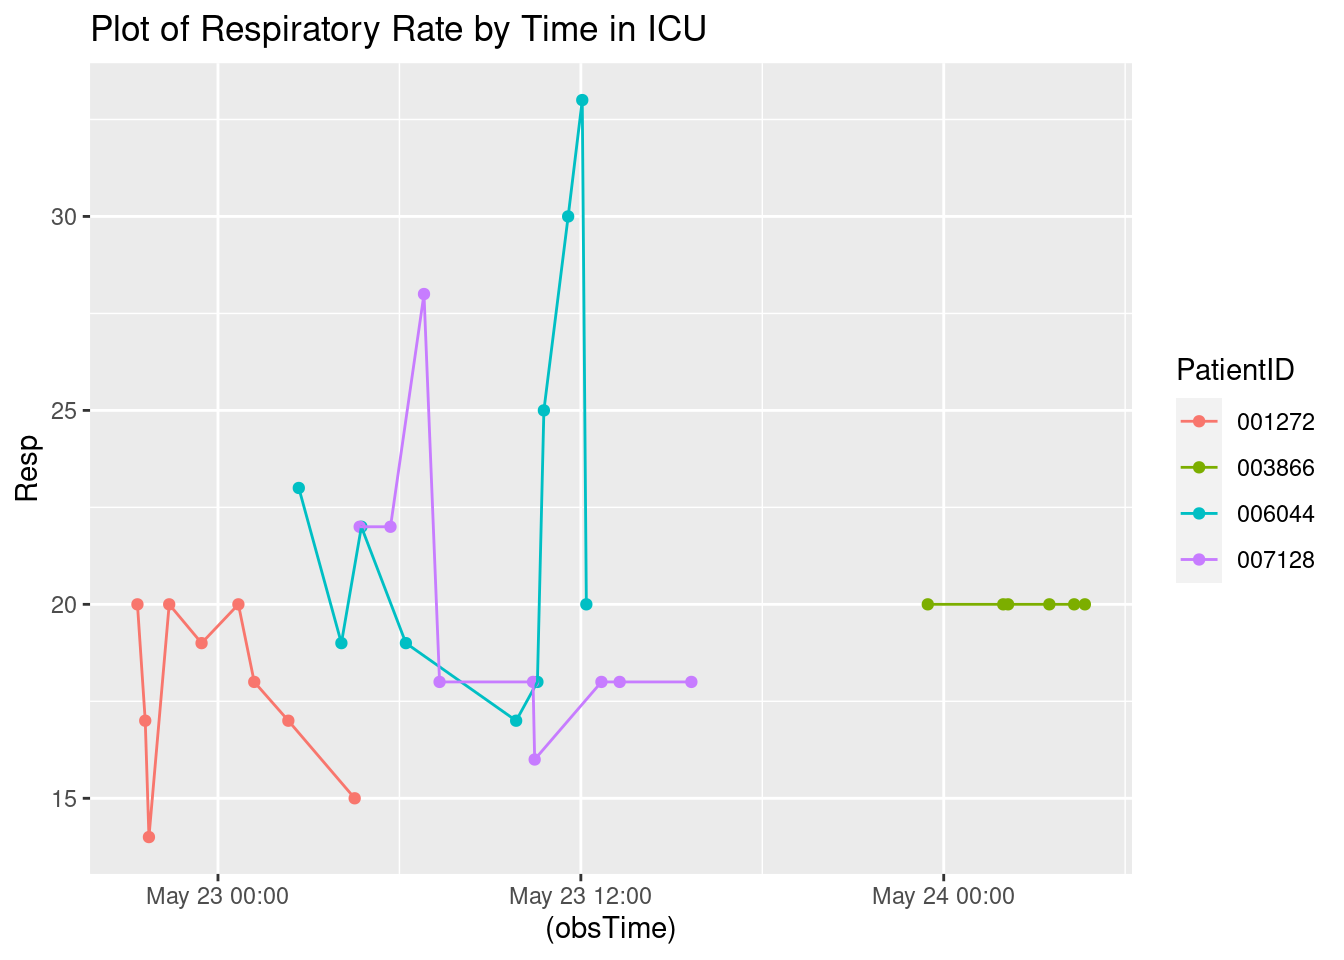 Plot of Respiratory Rate by Time in ICU
30
25
20
15
Resp
May 23 00:00
May 23 12:00
May 24 00:00
(obsTime)
PatientID
001272
003866
006044
007128